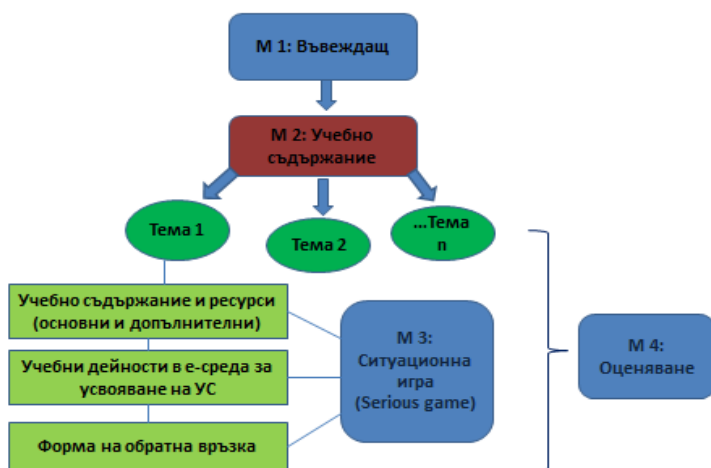 М 1: Въвеждащ
М 2: Учебно
съдържание
Тема 1
Тема 2
...Тема
n
Учебно съдържание и ресурси
(основни и допълнителни)
Учебни дейности в е-среда за
усвояване на УС
Форма на обратна връзка
М 3:
Ситуационна
игра
(Serious game)
М 4:
Оценяване